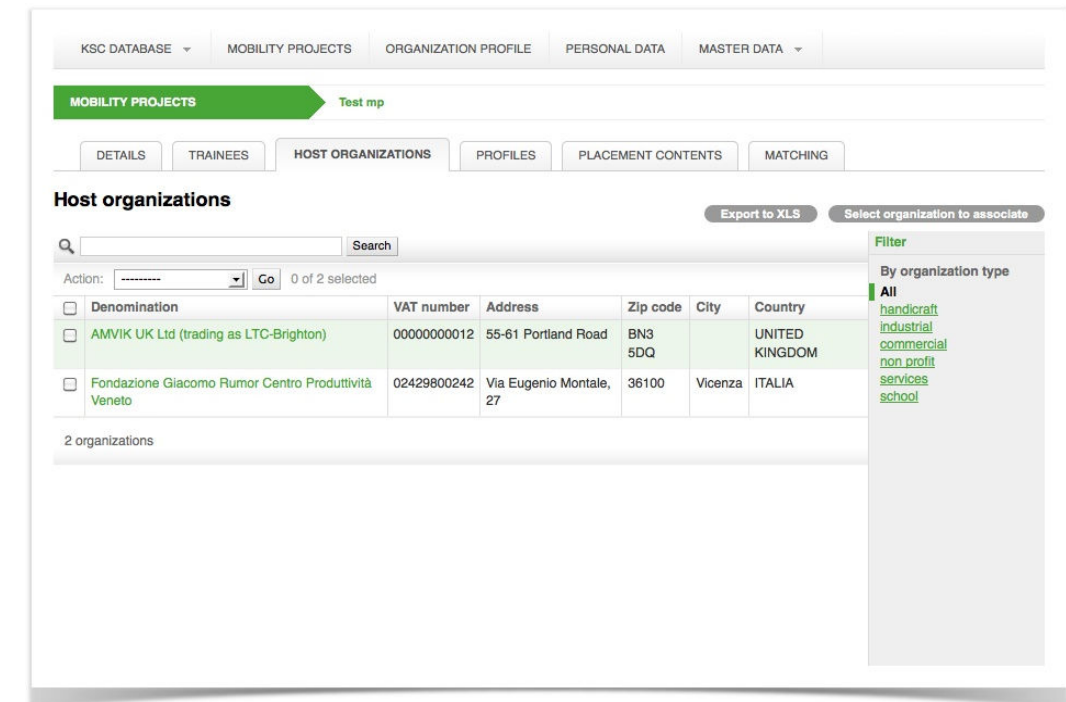 KSC DATABASE MOBILITY PROJECTS ORGANIZATION PROFILE PERSONAL DATA MASTER DATA
MOBILITY PROJECTS Test mp
DETAILS TRAINEES HOST ORGANIZATIONS PROFILES PLACEMENT CONTENTS MATCHING
Host organizations
Export to XLS Select organization to associate
Search
Filter
Action: --------- Go 0 of 2 selected
By organization type
All
handicraft
industrial
commercial
non profit
services
school
Denomination VAT number Address Zip code City Country
AMVIK UK Ltd (trading as LTC-Brighton) 00000000012 55-61 Portland Road BN3 UNITED
5DQ KINGDOM
Fondazione Giacomo Rumor Centro Produttività 02429800242 Via Eugenio Montale, 36100 Vicenza ITALIA
Veneto 27
2 organizations